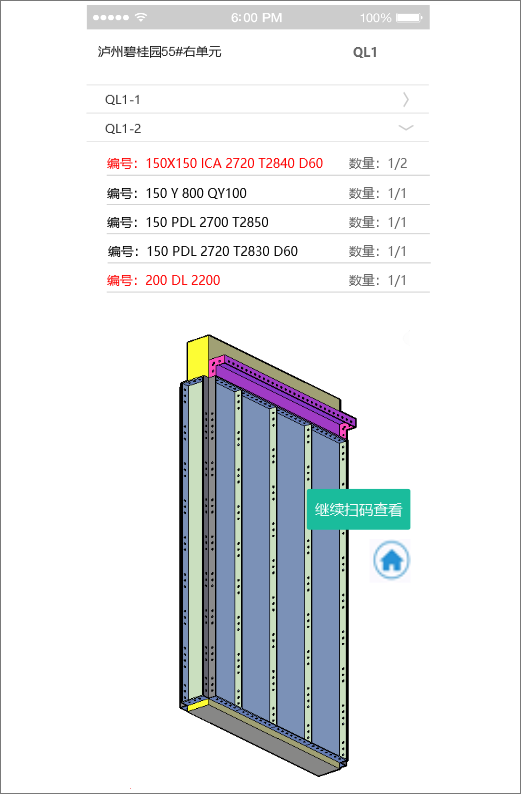 6:00 PM 100%
泸州碧桂园55#右单元 QL1
QL1-1
QL1-2
编号：150X150 ICA 2720 T2840 D60 数量：1/2
编号：150 Y 800 QY100 数量：1/1
编号：150 PDL 2700 T2850 数量：1/1
编号：150 PDL 2720 T2830 D60 数量：1/1
编号：200 DL 2200 数量：1/1
继续扫码查看